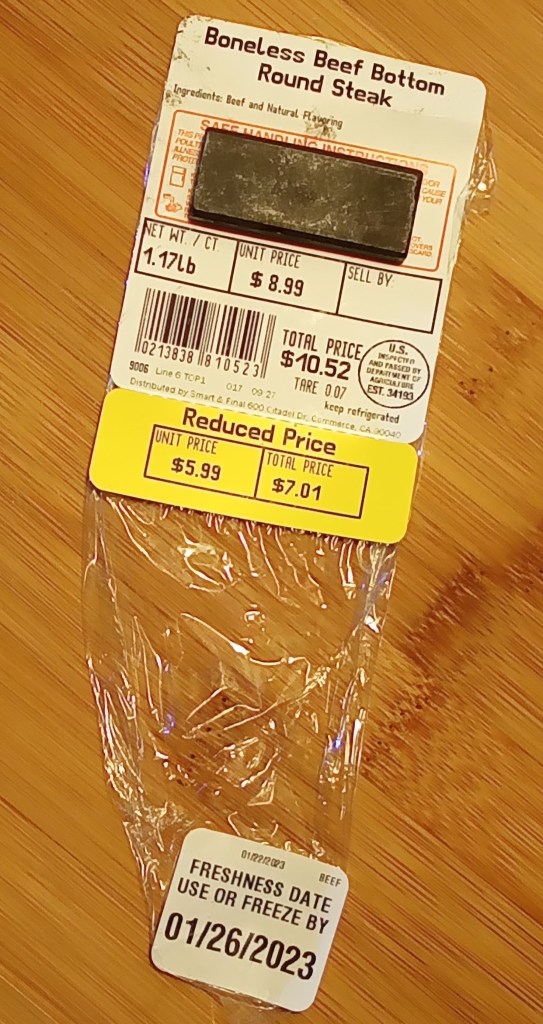 Boneless Beef Bottom
Round Steak
Ingredients: Beef and Natural Flavoring
SAFE HANDLING INSTRUCTIONS
NET WT. / CT.
1.17lb
UNIT PRICE
$ 8.99
SELL BY:
0213838 810523
TOTAL PRICE
$10.52
TARE 0.07
U.S.
INSPECTED
AND PASSED BY
DEPARTMENT OF
AGRICULTURE
EST. 34193
9006 Line 6 TOP1 017 09:27
keep refrigerated
Distributed by Smart & Final 600 Citadel Dr, Commerce, CA 90040
Reduced Price
UNIT PRICE
$5.99
TOTAL PRICE
$7.01
01/22/2023
BEEF
FRESHNESS DATE
USE OR FREEZE BY
01/26/2023